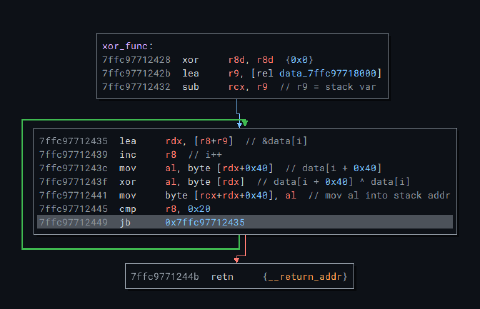 xor_func:
7ffc97712428 xor r8d, r8d {0x0}
7ffc9771242b lea r9, [rel data_7ffc97718000]
7ffc97712432 sub rcx, r9 // r9 = stack var
7ffc97712435 lea rdx, [r8+r9] // &data[i]
7ffc97712439 inc r8 // i++
7ffc9771243c mov al, byte [rdx+0x40] // data[i + 0x40]
7ffc9771243f xor al, byte [rdx] // data[i + 0x40] ^ data[i]
7ffc97712441 mov byte [rcx+rdx+0x40], al // mov al into stack addr
7ffc97712445 cmp r8, 0x20
7ffc97712449 jb 0x7ffc97712435
7ffc9771244b retn {__return_addr}